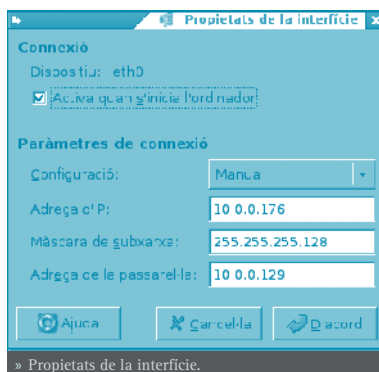 Propietats de la interfície
Connexió
Dispositiu: eth0
Activa quan s'inicia l'ordinador
Paràmetres de connexió
Configuració: Manual
Adreça d'IP: 10.0.0.176
Màscara de subxarxa: 255.255.255.128
Adreça de la passarel·la: 10.0.0.129
Ajuda Cancel·la D'acord
» Propietats de la interfície.